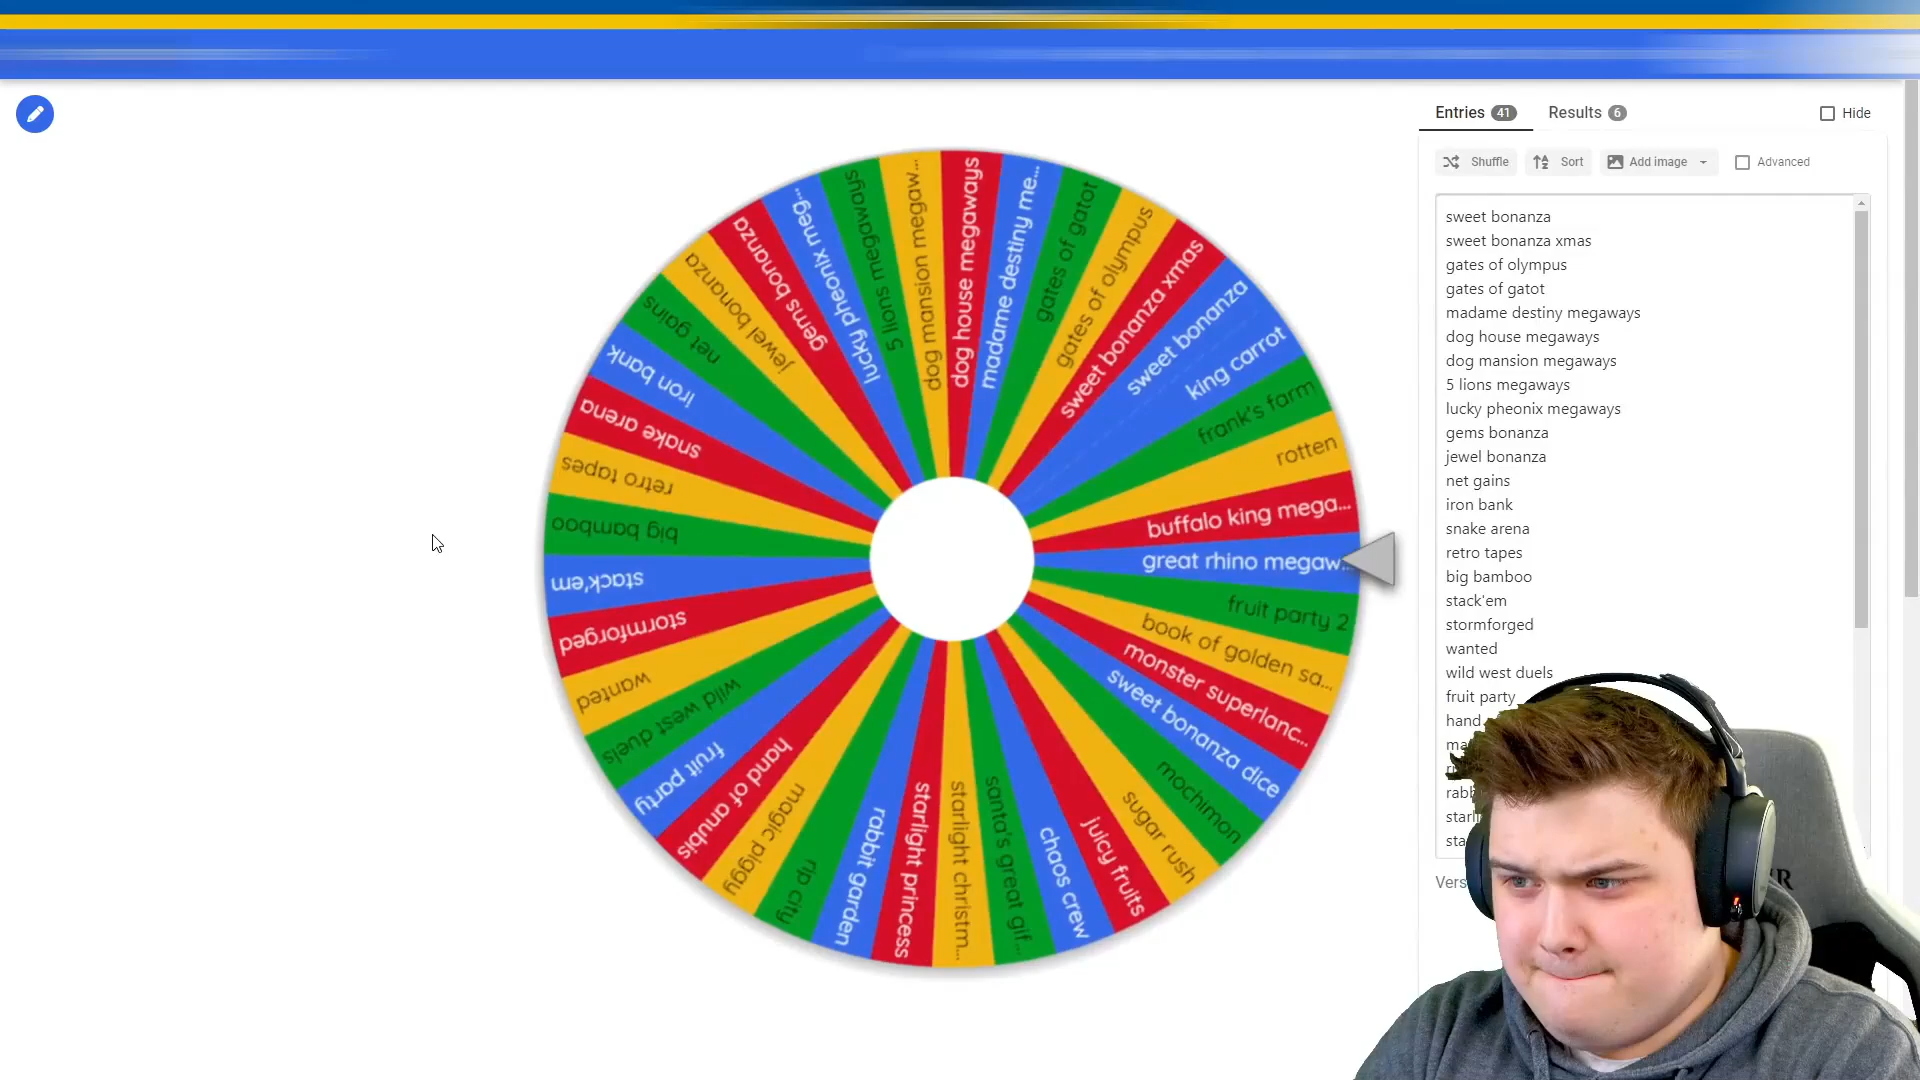 Entries 41 Results 6 Hide
Shuffle Sort Add image Advanced
sweet bonanza
sweet bonanza xmas
gates of olympus
gates of gatot
madame destiny megaways
dog house megaways
dog mansion megaways
5 lions megaways
lucky pheonix megaways
gems bonanza
jewel bonanza
net gains
iron bank
snake arena
retro tapes
big bamboo
stack'em
stormforged
wanted
wild west duels
fruit party
hand
ma
r
rabb
starli
sta
Vers
sweet bonanza
sweet bonanza xmas
gates of olympus
gates of gatot
madame destiny me...
dog house megaways
dog mansion megaw...
5 lions megaways
lucky pheonix meg...
gems bonanza
jewel bonanza
net gains
iron bank
snake arena
retro tapes
big bamboo
stack'em
stormforged
wanted
wild west duels
fruit party
hand of anubis
magic piggy
rip city
rabbit garden
starlight princess
starlight christm...
santa's great gif...
chaos crew
juicy fruits
sugar rush
mochimon
sweet bonanza dice
monster superlanc...
book of golden sa...
fruit party 2
great rhino megaw...
buffalo king mega...
rotten
frank's farm
king carrot